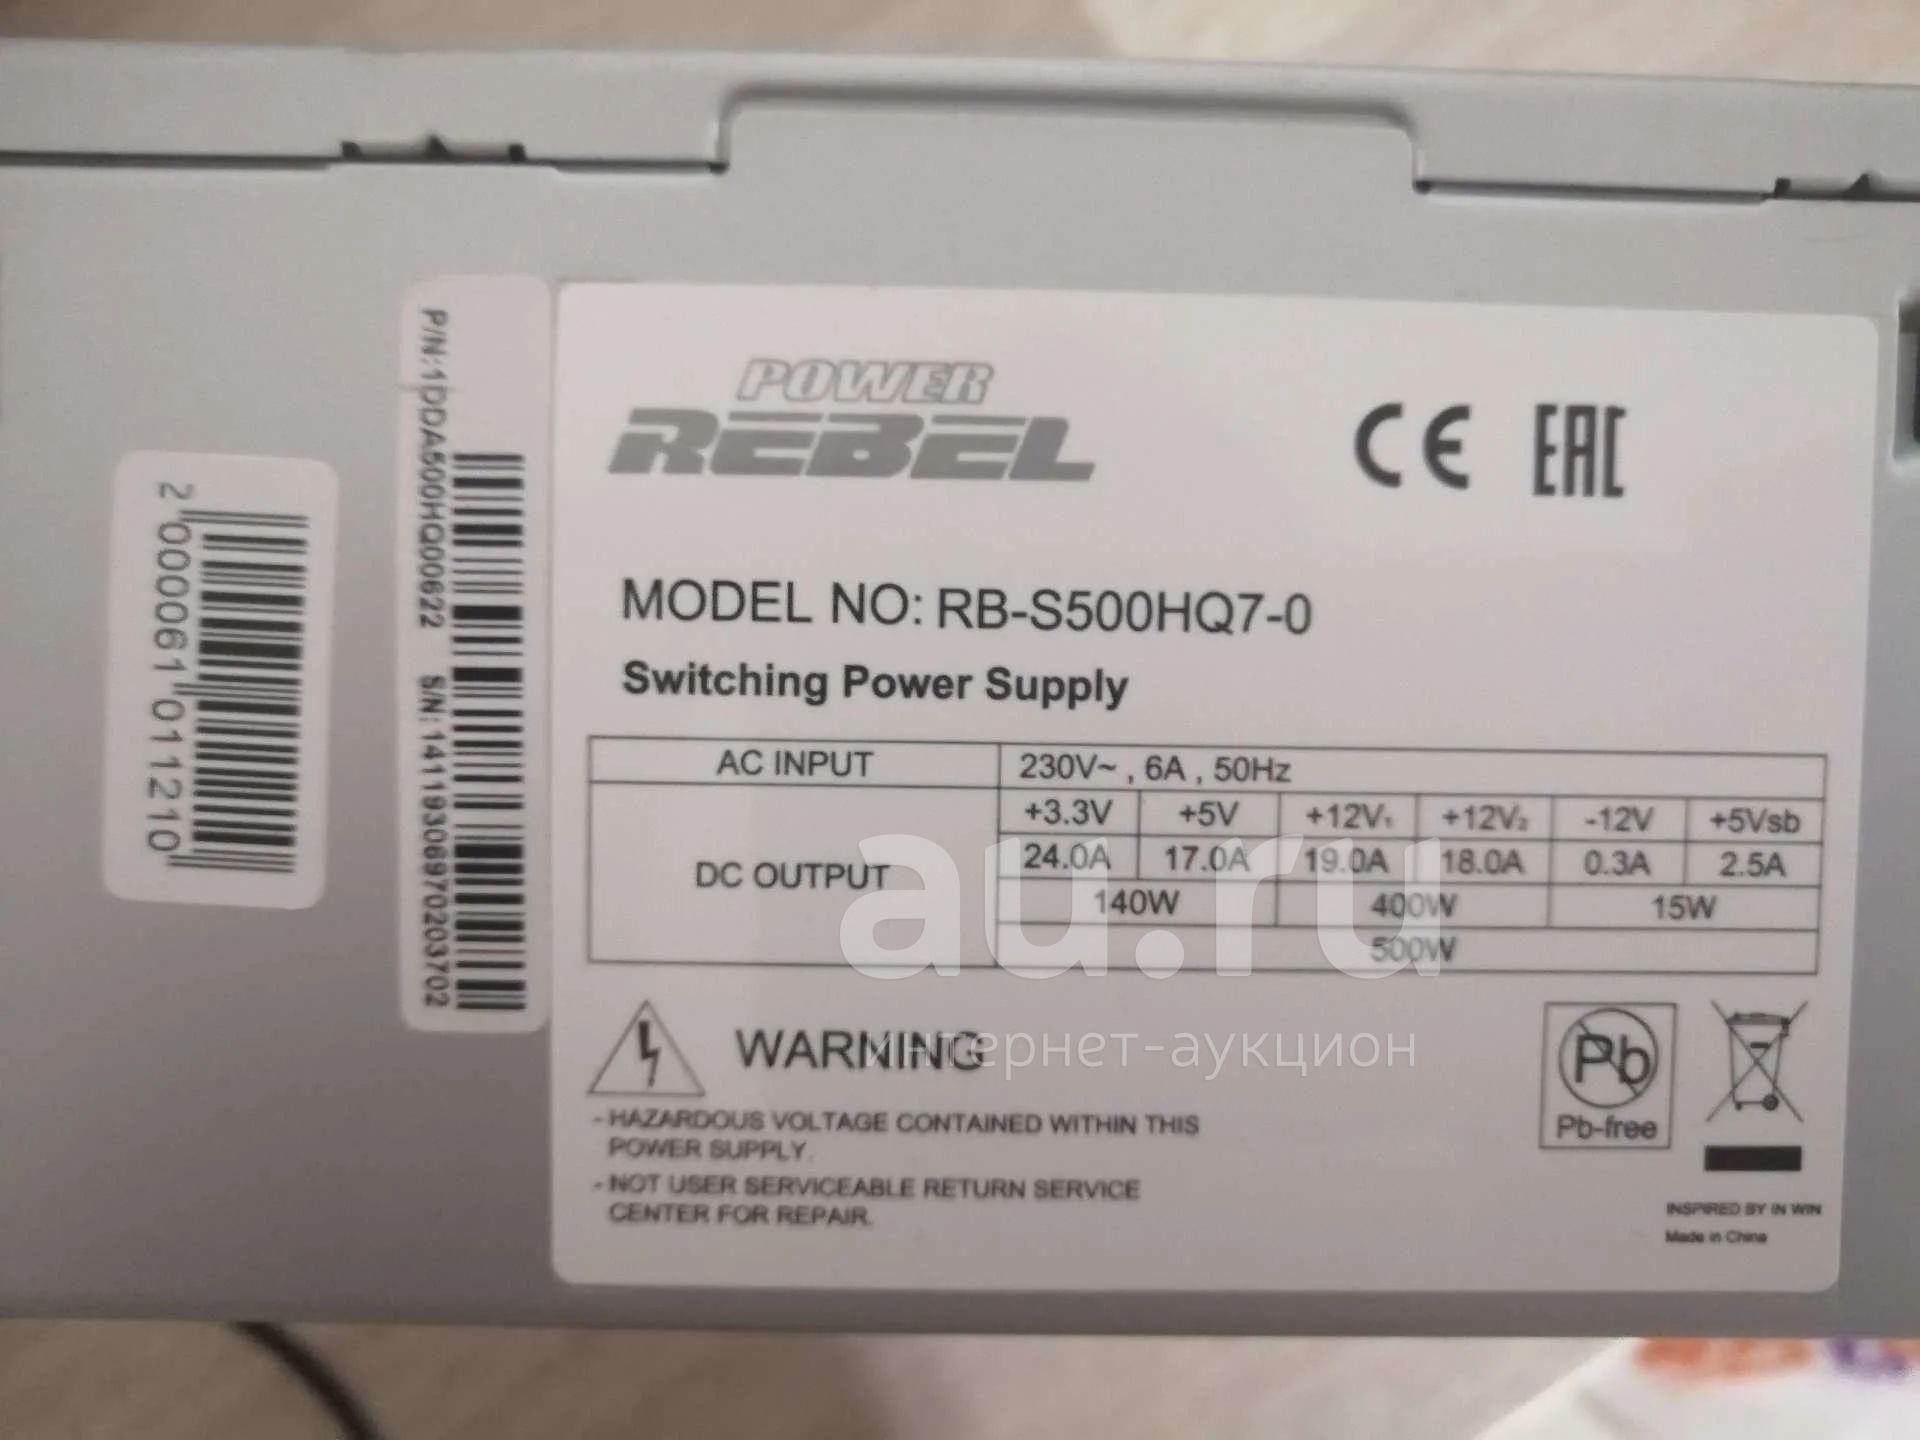 2 000061 011210
P/N:1DDA500HQ00622 S/N:14119306970203702
POWER
REBEL
CE EAC
MODEL NO: RB-S500HQ7-0
Switching Power Supply
AC INPUT 230V~ , 6A , 50Hz
DC OUTPUT
+3.3V +5V +12V₁ +12V₂ -12V +5Vsb
24.0A 17.0A 19.0A 18.0A 0.3A 2.5A
140W 400W 15W
500W
au.ru
интернет-аукцион
WARNING
- HAZARDOUS VOLTAGE CONTAINED WITHIN THIS
POWER SUPPLY.
- NOT USER SERVICEABLE RETURN SERVICE
CENTER FOR REPAIR.
Pb
Pb-free
INSPIRED BY IN WIN
Made in China